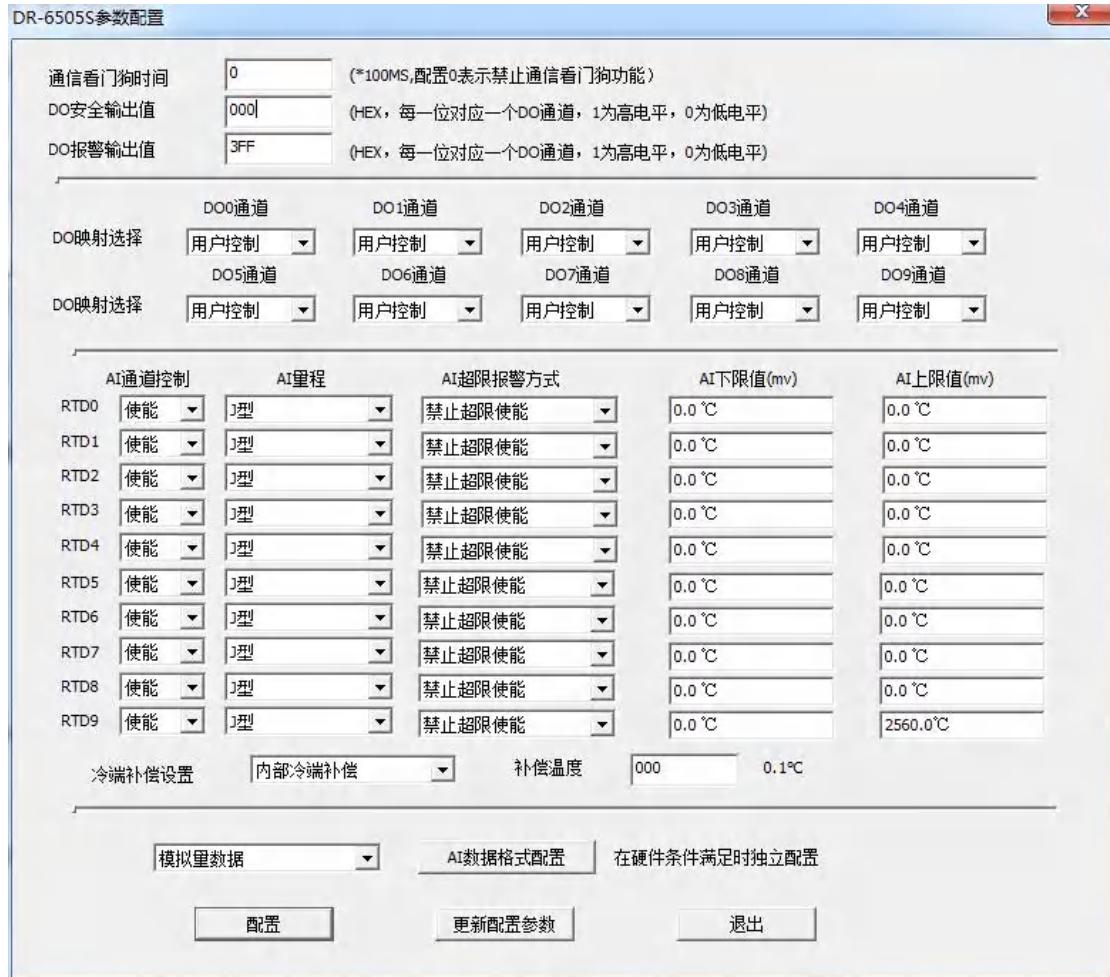 DR-6505S参数配置
X
通信看门狗时间 0 (*100MS,配置0表示禁止通信看门狗功能)
DO安全输出值 000 (HEX，每一位对应一个DO通道，1为高电平，0为低电平)
DO报警输出值 3FF (HEX，每一位对应一个DO通道，1为高电平，0为低电平)
DO0通道 DO1通道 DO2通道 DO3通道 DO4通道
DO映射选择 用户控制 用户控制 用户控制 用户控制 用户控制
DO5通道 DO6通道 DO7通道 DO8通道 DO9通道
DO映射选择 用户控制 用户控制 用户控制 用户控制 用户控制
AI通道控制 AI量程 AI超限报警方式 AI下限值(mv) AI上限值(mv)
RTD0 使能 J型 禁止超限使能 0.0℃ 0.0℃
RTD1 使能 J型 禁止超限使能 0.0℃ 0.0℃
RTD2 使能 J型 禁止超限使能 0.0℃ 0.0℃
RTD3 使能 J型 禁止超限使能 0.0℃ 0.0℃
RTD4 使能 J型 禁止超限使能 0.0℃ 0.0℃
RTD5 使能 J型 禁止超限使能 0.0℃ 0.0℃
RTD6 使能 J型 禁止超限使能 0.0℃ 0.0℃
RTD7 使能 J型 禁止超限使能 0.0℃ 0.0℃
RTD8 使能 J型 禁止超限使能 0.0℃ 0.0℃
RTD9 使能 J型 禁止超限使能 0.0℃ 2560.0℃
冷端补偿设置 内部冷端补偿 补偿温度 000 0.1℃
模拟量数据 AI数据格式配置 在硬件条件满足时独立配置
配置 更新配置参数 退出